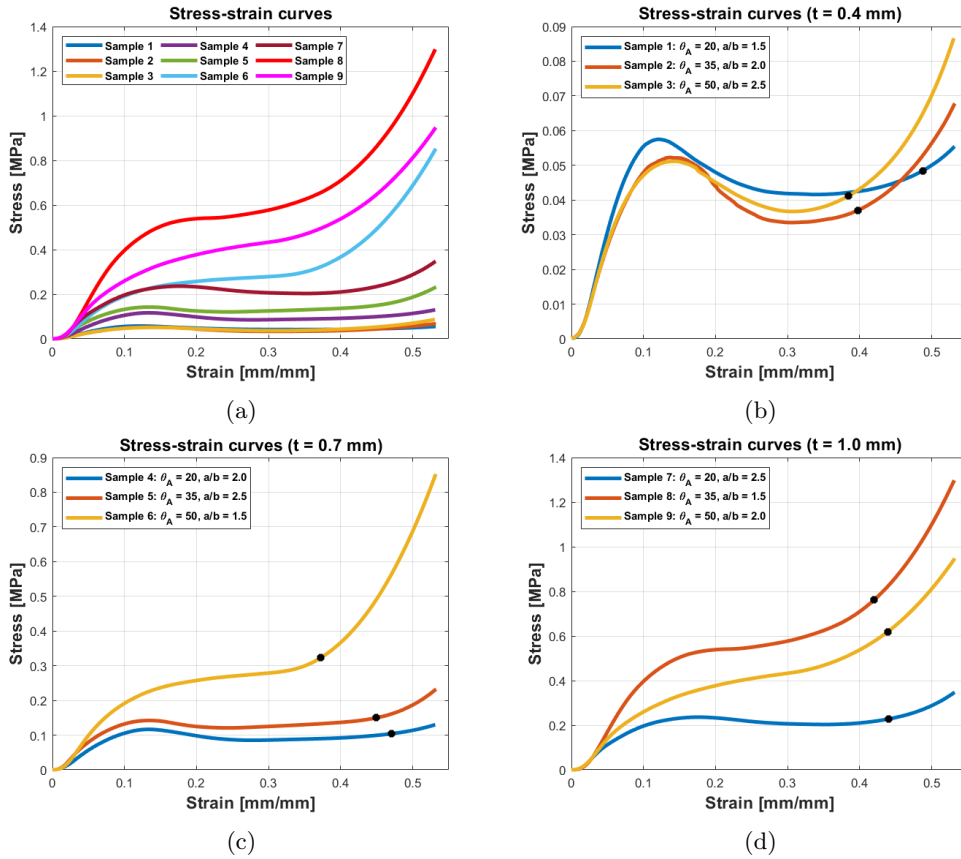 Stress-strain curves
Stress [MPa]
1.4
1.2
1
0.8
0.6
0.4
0.2
0
Sample 1 Sample 4 Sample 7
Sample 2 Sample 5 Sample 8
Sample 3 Sample 6 Sample 9
0 0.1 0.2 0.3 0.4 0.5
Strain [mm/mm]
(a)
Stress-strain curves (t = 0.4 mm)
Stress [MPa]
0.09
0.08
0.07
0.06
0.05
0.04
0.03
0.02
0.01
0
Sample 1: θA = 20, a/b = 1.5
Sample 2: θA = 35, a/b = 2.0
Sample 3: θA = 50, a/b = 2.5
0 0.1 0.2 0.3 0.4 0.5
Strain [mm/mm]
(b)
Stress-strain curves (t = 0.7 mm)
Stress [MPa]
0.9
0.8
0.7
0.6
0.5
0.4
0.3
0.2
0.1
0
Sample 4: θA = 20, a/b = 2.0
Sample 5: θA = 35, a/b = 2.5
Sample 6: θA = 50, a/b = 1.5
0 0.1 0.2 0.3 0.4 0.5
Strain [mm/mm]
(c)
Stress-strain curves (t = 1.0 mm)
Stress [MPa]
1.4
1.2
1
0.8
0.6
0.4
0.2
0
Sample 7: θA = 20, a/b = 2.5
Sample 8: θA = 35, a/b = 1.5
Sample 9: θA = 50, a/b = 2.0
0 0.1 0.2 0.3 0.4 0.5
Strain [mm/mm]
(d)